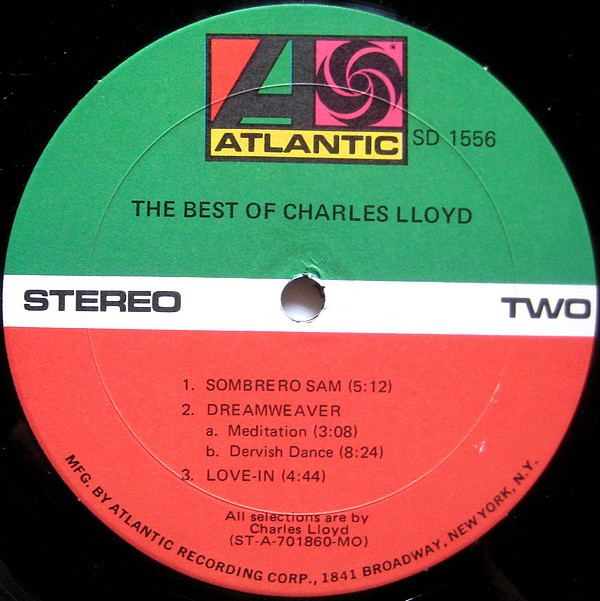 ATLANTIC
SD 1556
THE BEST OF CHARLES LLOYD
STEREO
TWO
1. SOMBRERO SAM (5:12)
2. DREAMWEAVER
a. Meditation (3:08)
b. Dervish Dance (8:24)
3. LOVE-IN (4:44)
All selections are by
Charles Lloyd
(ST-A-701860-MO)
MFG. BY ATLANTIC RECORDING CORP., 1841 BROADWAY, NEW YORK, N.Y.